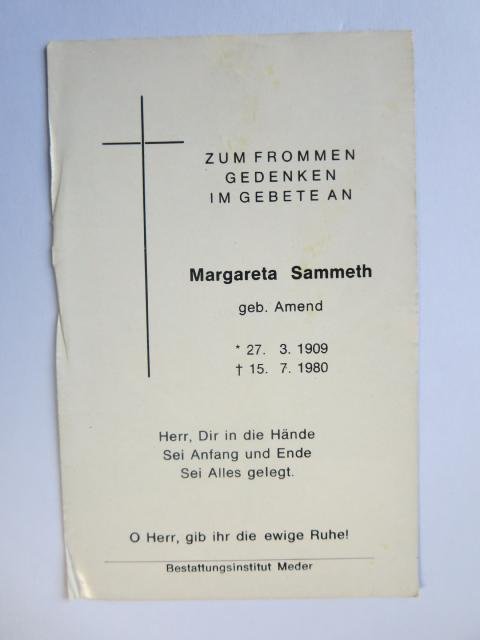 ZUM FROMMEN
GEDENKEN
IM GEBETE AN
Margareta Sammeth
geb. Amend
* 27. 3. 1909
† 15. 7. 1980
Herr, Dir in die Hände
Sei Anfang und Ende
Sei Alles gelegt.
O Herr, gib ihr die ewige Ruhe!
Bestattungsinstitut Meder